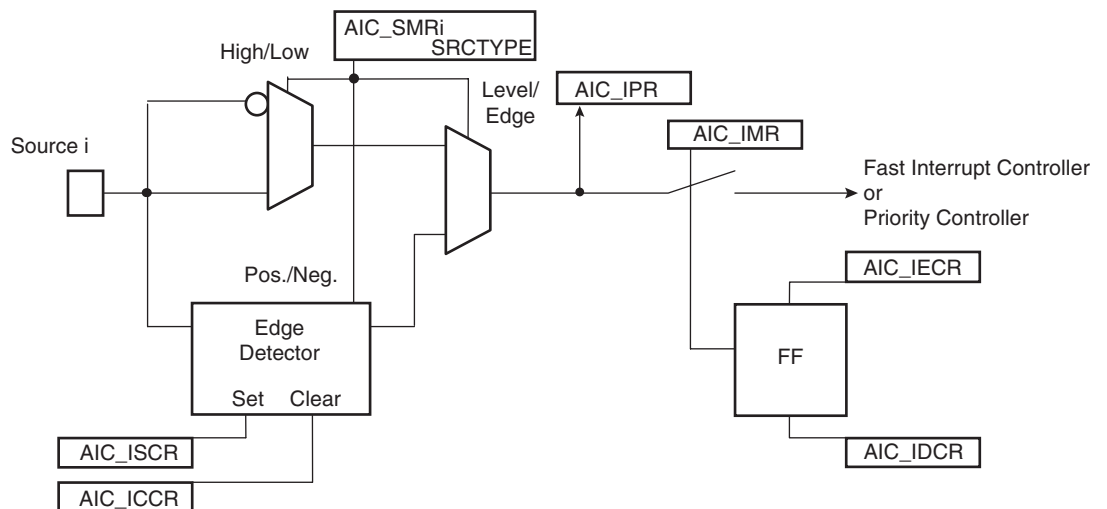 AIC_SMRi
SRCTYPE
High/Low
Level/
Edge
AIC_IPR
AIC_IMR
Source i
Fast Interrupt Controller
or
Priority Controller
Pos./Neg.
AIC_IECR
Edge
Detector
FF
Set Clear
AIC_ISCR
AIC_IDCR
AIC_ICCR